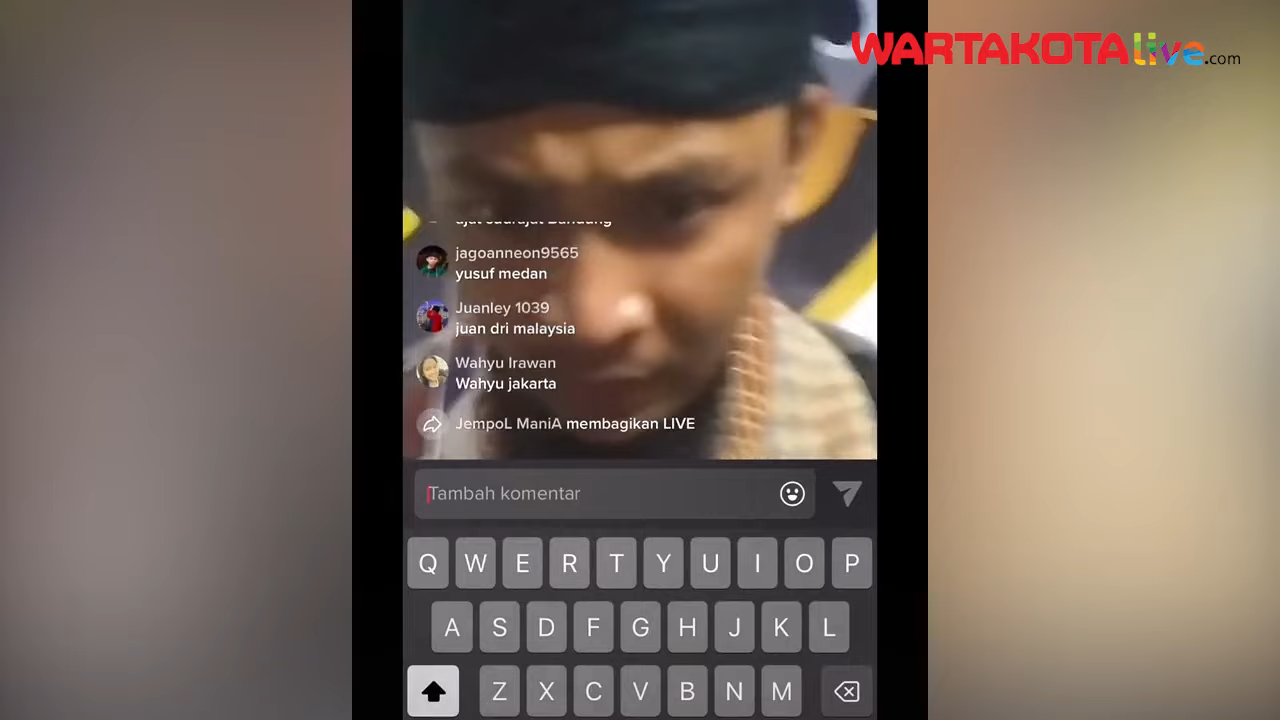 WARTAKOTAlive.com
jagoanneon9565
yusuf medan
Juanley 1039
juan dri malaysia
Wahyu Irawan
Wahyu jakarta
JempoL ManiA membagikan LIVE
Tambah komentar
Q W E R T Y U I O P
A S D F G H J K L
Z X C V B N M